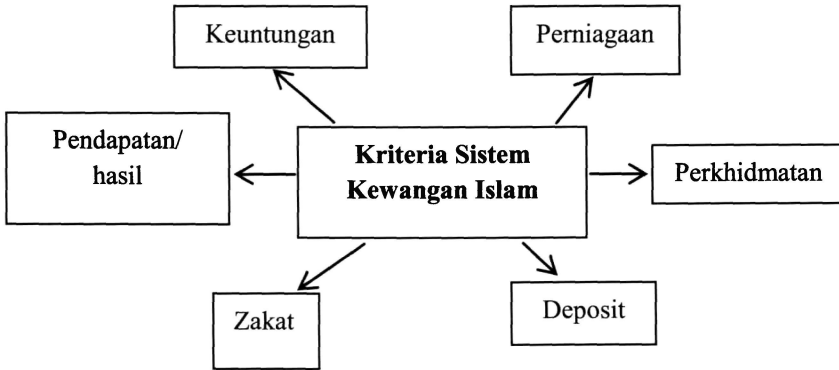 Keuntungan
Perniagaan
Pendapatan/
hasil
Kriteria Sistem
Kewangan Islam
Perkhidmatan
Zakat
Deposit